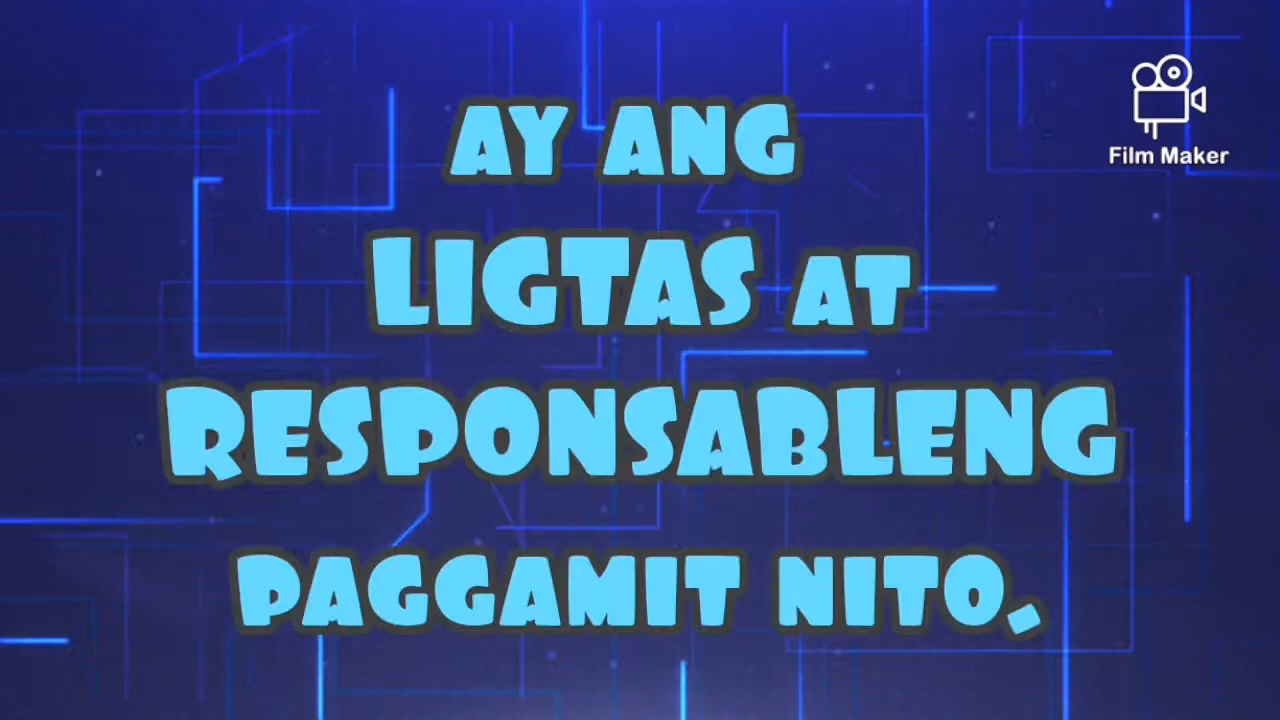 Film Maker
AY ANG
LIGTAS AT
RESPONSABLENG
PAGGAMIT NITO.